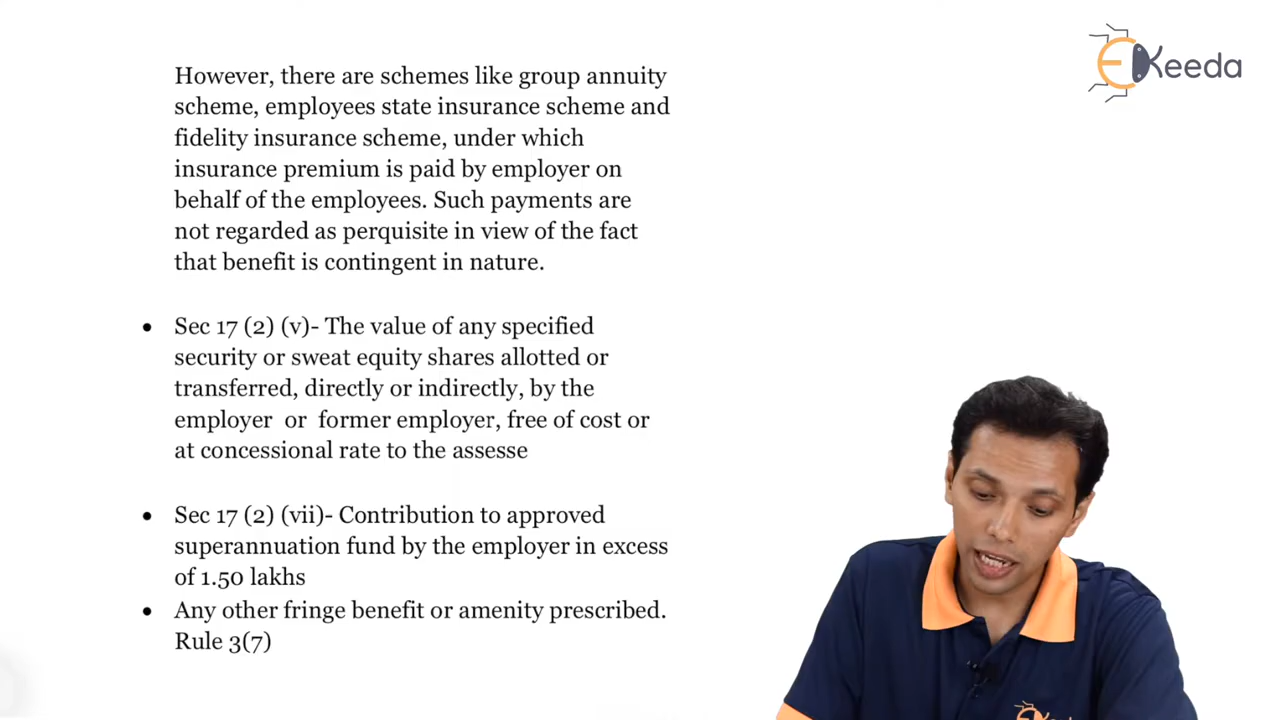 EKeeda
However, there are schemes like group annuity
scheme, employees state insurance scheme and
fidelity insurance scheme, under which
insurance premium is paid by employer on
behalf of the employees. Such payments are
not regarded as perquisite in view of the fact
that benefit is contingent in nature.
• Sec 17 (2) (v)- The value of any specified
security or sweat equity shares allotted or
transferred, directly or indirectly, by the
employer or former employer, free of cost or
at concessional rate to the assesse
• Sec 17 (2) (vii)- Contribution to approved
superannuation fund by the employer in excess
of 1.50 lakhs
• Any other fringe benefit or amenity prescribed.
Rule 3(7)